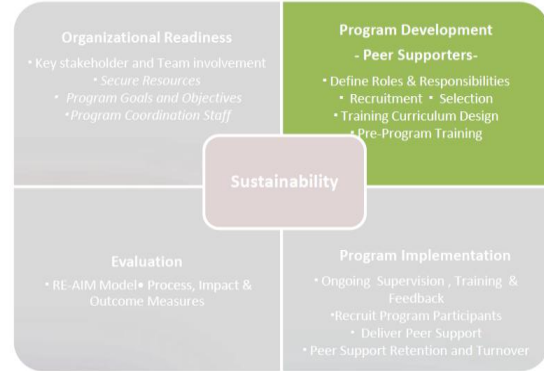 Organizational Readiness
• Key stakeholder and Team involvement
• Secure Resources
• Program Goals and Objectives
•Program Coordination Staff
Program Development
- Peer Supporters-
• Define Roles & Responsibilities
• Recruitment • Selection
• Training Curriculum Design
•Pre-Program Training
Sustainability
Evaluation
• RE-AIM Model▪ Process, Impact &
Outcome Measures
Program Implementation
• Ongoing Supervision , Training &
Feedback
•Recruit Program Participants
• Deliver Peer Support
•Peer Support Retention and Turnover